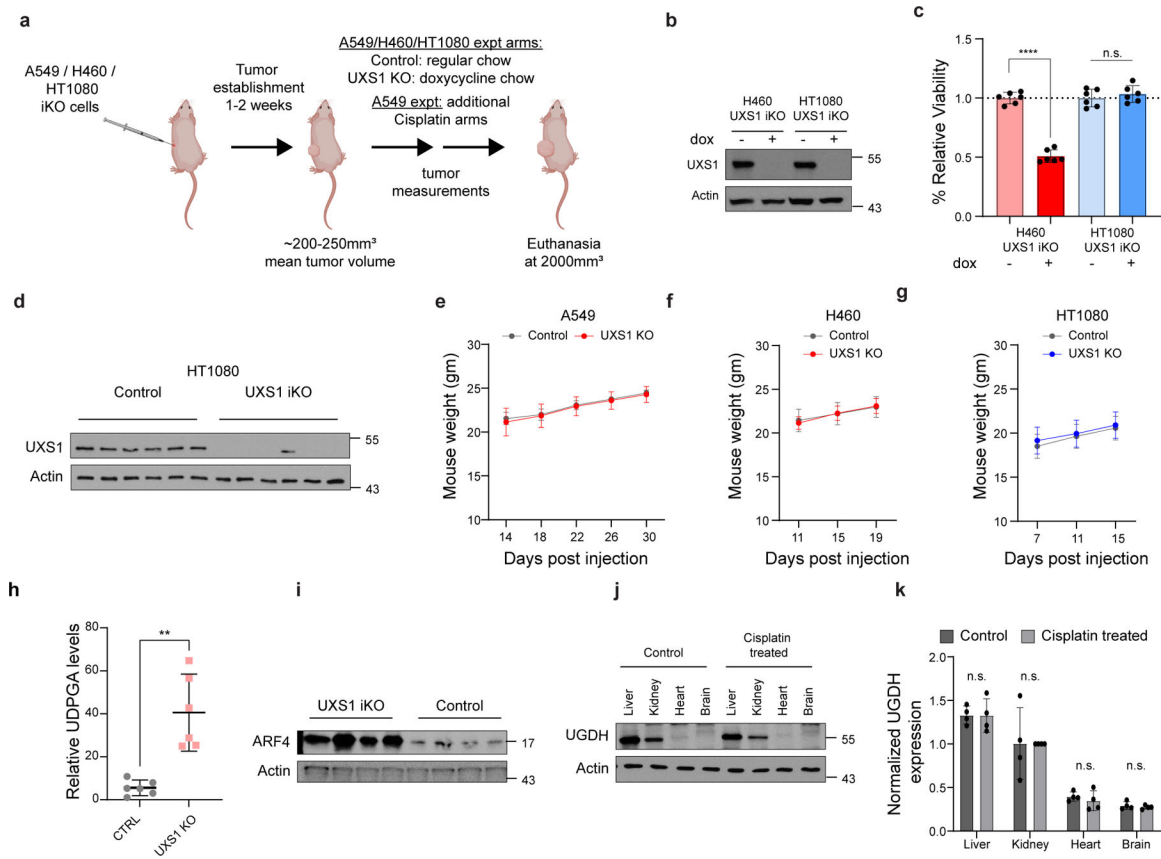 a
A549 / H460 /
HT1080
iKO cells
Tumor
establishment
1-2 weeks
A549/H460/HT1080 expt arms:
Control: regular chow
UXS1 KO: doxycycline chow
A549 expt: additional
Cisplatin arms
tumor
measurements
~200-250mm³
mean tumor volume
Euthanasia
at 2000mm³
b
H460
UXS1 iKO
HT1080
UXS1 iKO
dox - + - +
UXS1
55
Actin
43
c
% Relative Viability
1.5
1.0
0.5
0.0
****
n.s.
H460
UXS1 iKO
HT1080
UXS1 iKO
dox - + - +
d
HT1080
Control UXS1 iKO
UXS1
55
Actin
43
e
A549
Control UXS1 KO
Mouse weight (gm)
30
25
20
15
10
14 18 22 26 30
Days post injection
f
H460
Control
UXS1 KO
Mouse weight (gm)
30
25
20
15
10
11 15 19
Days post injection
g
HT1080
Control
UXS1 KO
Mouse weight (gm)
30
25
20
15
10
7 11 15
Days post injection
h
Relative UDPGA levels
80
60
40
20
0
**
CTRL
UXS1 KO
i
UXS1 iKO Control
ARF4
17
Actin
43
j
Control
Cisplatin
treated
Liver
Kidney
Heart
Brain
Liver
Kidney
Heart
Brain
UGDH
55
Actin
43
k
Control Cisplatin treated
Normalized UGDH
expression
2.0
1.5
1.0
0.5
0.0
n.s. n.s. n.s. n.s.
Liver Kidney Heart Brain